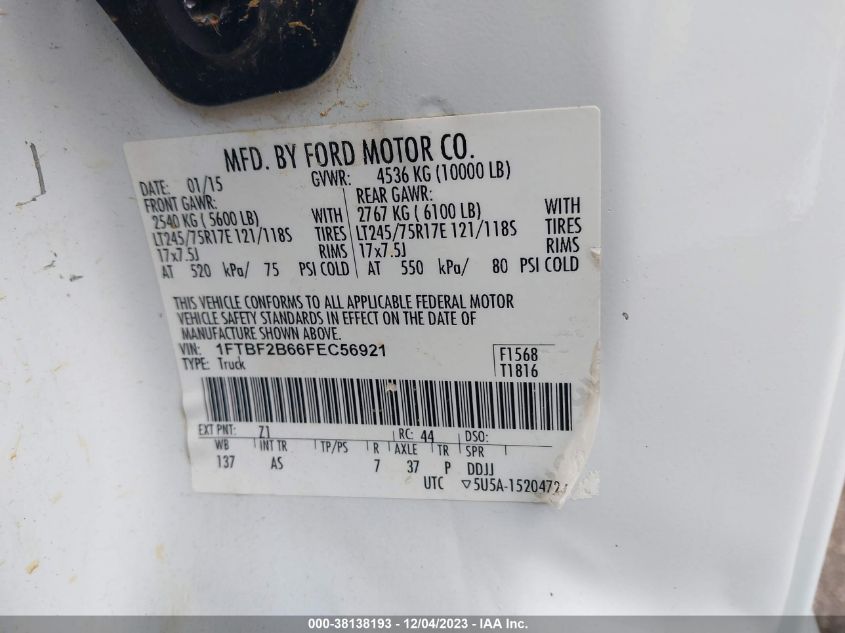 MFD. BY FORD MOTOR CO.
DATE: 01/15 GVWR: 4536 KG (10000 LB)
FRONT GAWR: REAR GAWR:
2540 KG ( 5600 LB) WITH 2767 KG ( 6100 LB) WITH
LT245/75R17E 121/118S TIRES LT245/75R17E 121/118S TIRES
17x7.5J RIMS 17x7.5J RIMS
AT 520 kPa/ 75 PSI COLD AT 550 kPa/ 80 PSI COLD
THIS VEHICLE CONFORMS TO ALL APPLICABLE FEDERAL MOTOR
VEHICLE SAFETY STANDARDS IN EFFECT ON THE DATE OF
MANUFACTURE SHOWN ABOVE.
VIN: 1FTBF2B66FEC56921 F1568
TYPE: Truck T1816
EXT PNT: Z1 RC: 44 DSO:
WB INT TR TP/PS R AXLE TR SPR
137 AS 7 37 P DDJJ
UTC ▽5U5A-1520472
000-38138193 - 12/04/2023 - IAA Inc.